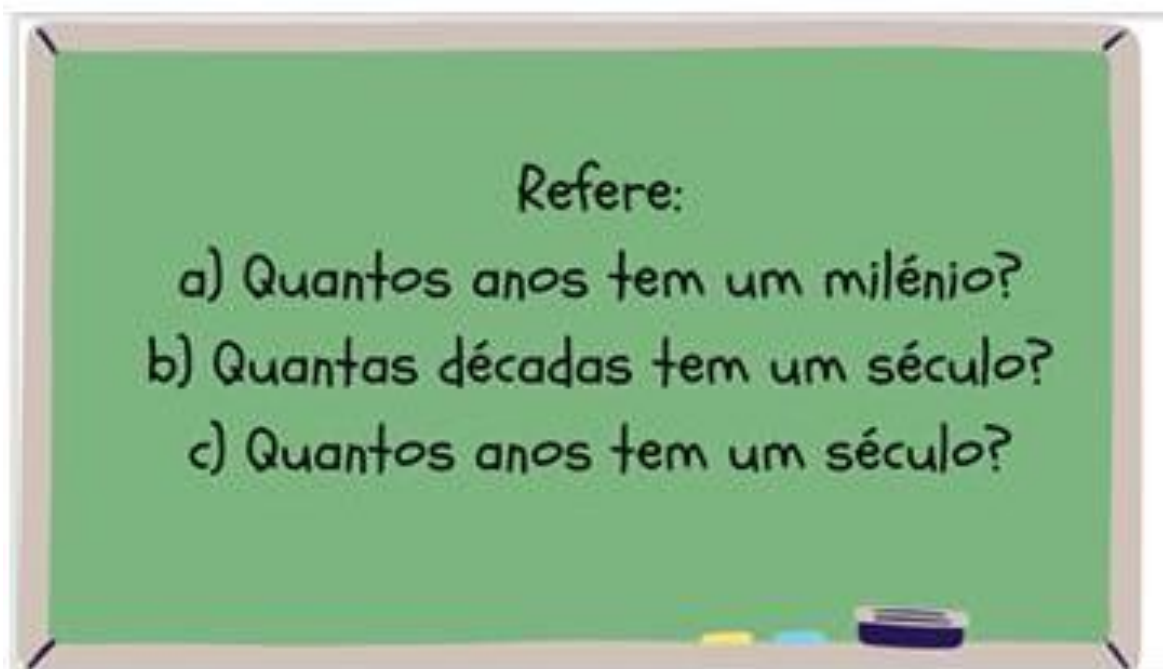 Refere:
a) Quantos anos tem um milénio?
b) Quantas décadas tem um século?
c) Quantos anos tem um século?